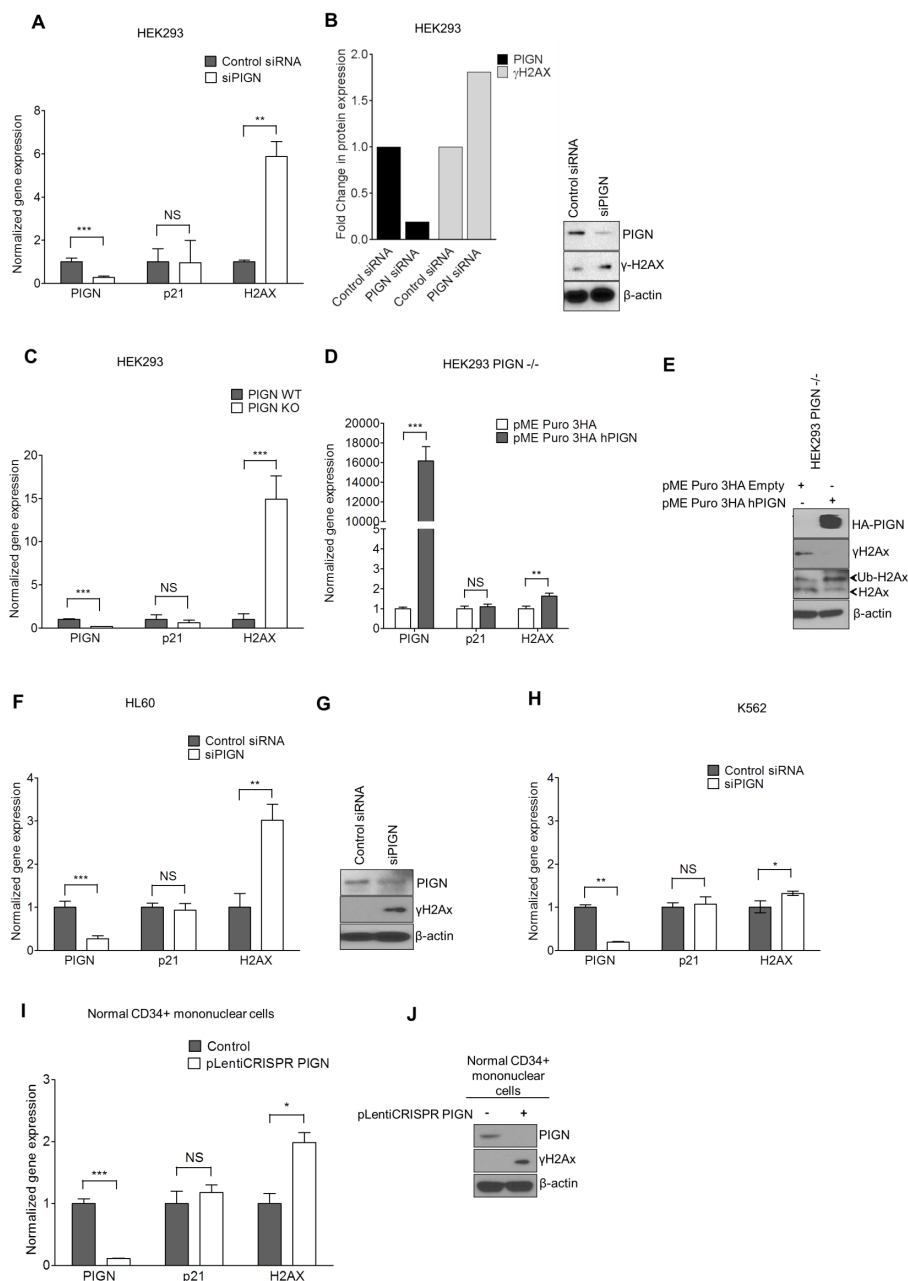 A
HEK293
Control siRNA
siPIGN
Normalized gene expression
8
6
4
2
0
***
NS
**
PIGN
p21
H2AX
B
HEK293
PIGN
γH2AX
Fold Change in protein expression
2.0
1.5
1.0
0.5
0.0
Control siRNA
PIGN siRNA
Control siRNA
PIGN siRNA
Control siRNA
siPIGN
PIGN
γ-H2AX
β-actin
C
HEK293
PIGN WT
PIGN KO
Normalized gene expression
20
15
10
5
0
***
NS
***
PIGN
p21
H2AX
D
HEK293 PIGN -/-
pME Puro 3HA
pME Puro 3HA hPIGN
Normalized gene expression
20000
18000
16000
14000
12000
10000
6
5
4
3
2
1
0
***
NS
**
PIGN
p21
H2AX
E
HEK293 PIGN -/-
pME Puro 3HA Empty + -
pME Puro 3HA hPIGN - +
HA-PIGN
γH2Ax
Ub-H2Ax
H2Ax
β-actin
F
HL60
Control siRNA
siPIGN
Normalized gene expression
4
3
2
1
0
***
NS
**
PIGN
p21
H2AX
G
Control siRNA
siPIGN
PIGN
γH2Ax
β-actin
H
K562
Control siRNA
siPIGN
Normalized gene expression
4
3
2
1
0
**
NS
*
PIGN
p21
H2AX
I
Normal CD34+ mononuclear cells
Control
pLentiCRISPR PIGN
Normalized gene expression
3
2
1
0
***
NS
*
PIGN
p21
H2AX
J
Normal CD34+
mononuclear
cells
pLentiCRISPR PIGN - +
PIGN
γH2Ax
β-actin